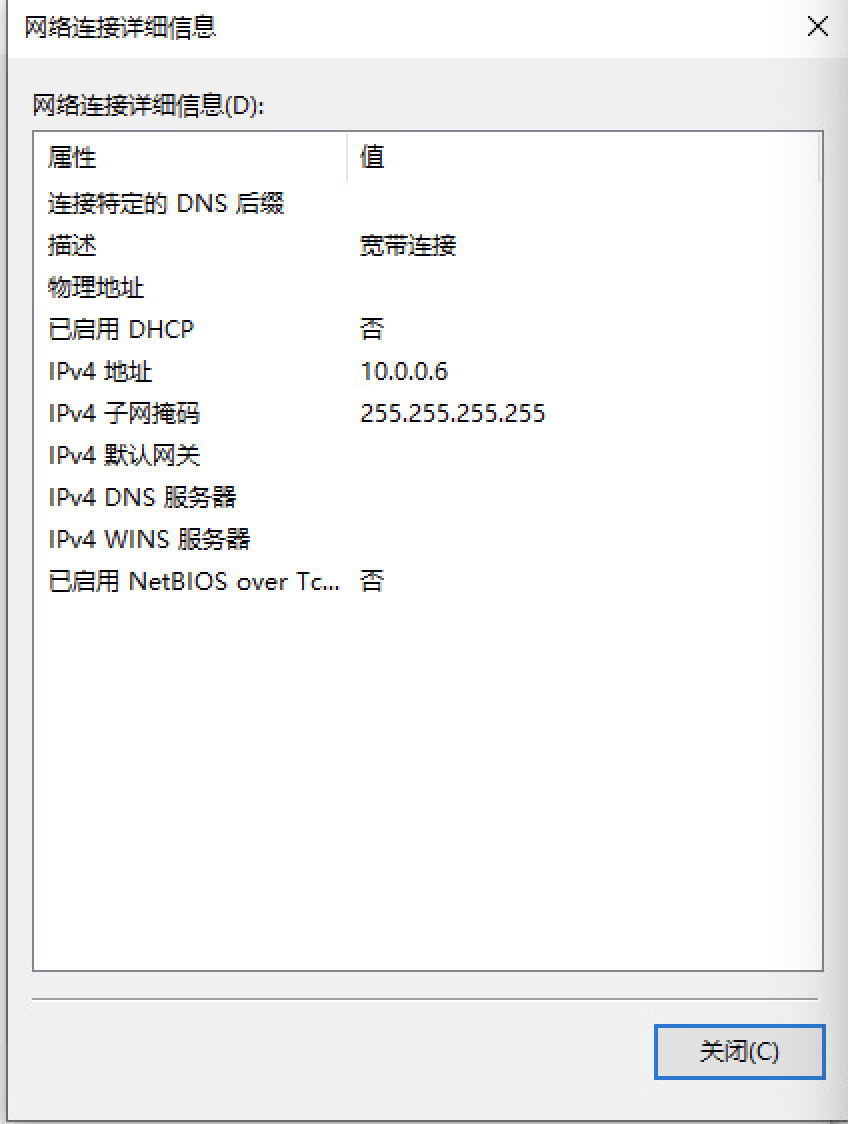 网络连接详细信息
网络连接详细信息(D):
属性 值
连接特定的 DNS 后缀
描述 宽带连接
物理地址
已启用 DHCP 否
IPv4 地址 10.0.0.6
IPv4 子网掩码 255.255.255.255
IPv4 默认网关
IPv4 DNS 服务器
IPv4 WINS 服务器
已启用 NetBIOS over Tc... 否
关闭(C)